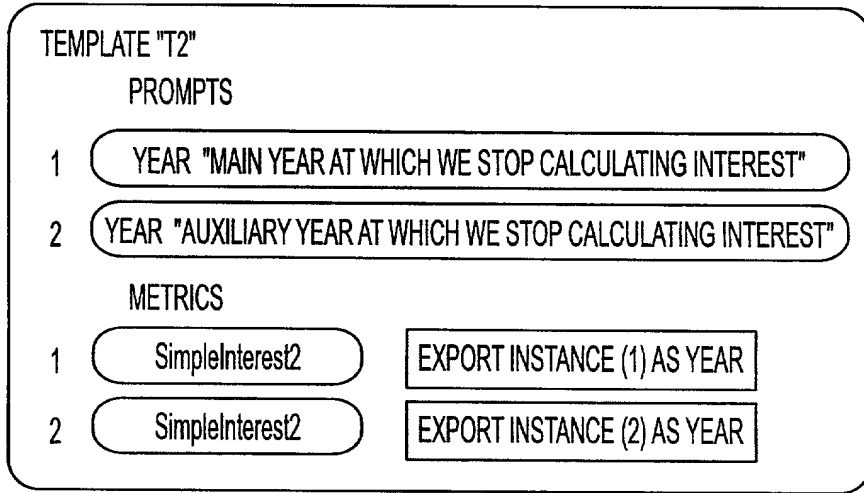 TEMPLATE "T2"
PROMPTS
1 YEAR "MAIN YEAR AT WHICH WE STOP CALCULATING INTEREST"
2 YEAR "AUXILIARY YEAR AT WHICH WE STOP CALCULATING INTEREST"
METRICS
1 SimpleInterest2 EXPORT INSTANCE (1) AS YEAR
2 SimpleInterest2 EXPORT INSTANCE (2) AS YEAR